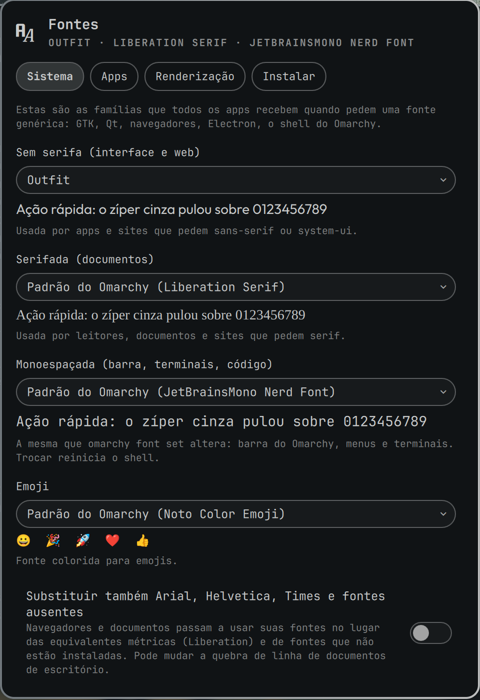 Fontes
OUTFIT · LIBERATION SERIF · JETBRAINSMONO NERD FONT
Sistema
Apps
Renderização
Instalar
Estas são as famílias que todos os apps recebem quando pedem uma fonte
genérica: GTK, Qt, navegadores, Electron, o shell do Omarchy.
Sem serifa (interface e web)
Outfit
Ação rápida: o zíper cinza pulou sobre 0123456789
Usada por apps e sites que pedem sans-serif ou system-ui.
Serifada (documentos)
Padrão do Omarchy (Liberation Serif)
Ação rápida: o zíper cinza pulou sobre 0123456789
Usada por leitores, documentos e sites que pedem serif.
Monoespaçada (barra, terminais, código)
Padrão do Omarchy (JetBrainsMono Nerd Font)
Ação rápida: o zíper cinza pulou sobre 0123456789
A mesma que omarchy font set altera: barra do Omarchy, menus e terminais.
Trocar reinicia o shell.
Emoji
Padrão do Omarchy (Noto Color Emoji)
😀 🎉 🚀 ❤️ 👍
Fonte colorida para emojis.
Substituir também Arial, Helvetica, Times e fontes
ausentes
Navegadores e documentos passam a usar suas fontes no lugar
das equivalentes métricas (Liberation) e de fontes que não
estão instaladas. Pode mudar a quebra de linha de documentos
de escritório.